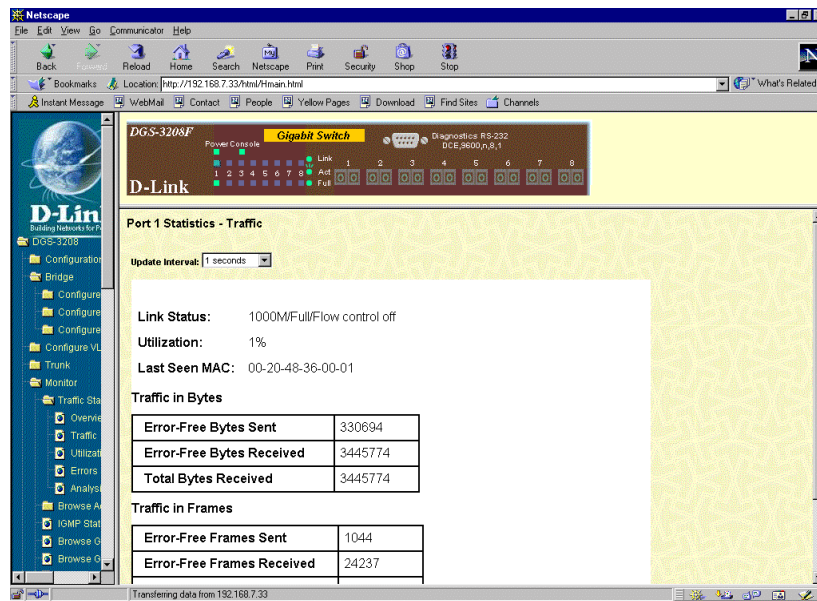 Netscape
File Edit View Go Communicator Help
Back Forward Reload Home Search Netscape Print Security Shop Stop
Bookmarks Location: http://192.168.7.33/html/Hmain.html What's Related
Instant Message WebMail Contact People Yellow Pages Download Find Sites Channels
DGS-3208F
Power Console
Gigabit Switch
Diagnostics RS-232
DCE,9600,n,8,1
Link
Act
Full
1 2 3 4 5 6 7 8
1 2 3 4 5 6 7 8
D-Link
D-Lin
Building Networks for P
DGS-3208
Configuration
Bridge
Configure
Configure
Configure
Configure VL
Trunk
Monitor
Traffic Sta
Overvie
Traffic
Utilizati
Errors
Analysi
Browse A
IGMP Stat
Browse G
Browse G
Port 1 Statistics - Traffic
Update Interval: 1 seconds
Link Status: 1000M/Full/Flow control off
Utilization: 1%
Last Seen MAC: 00-20-48-36-00-01
Traffic in Bytes
Error-Free Bytes Sent 330694
Error-Free Bytes Received 3445774
Total Bytes Received 3445774
Traffic in Frames
Error-Free Frames Sent 1044
Error-Free Frames Received 24237
Transferring data from 192.168.7.33